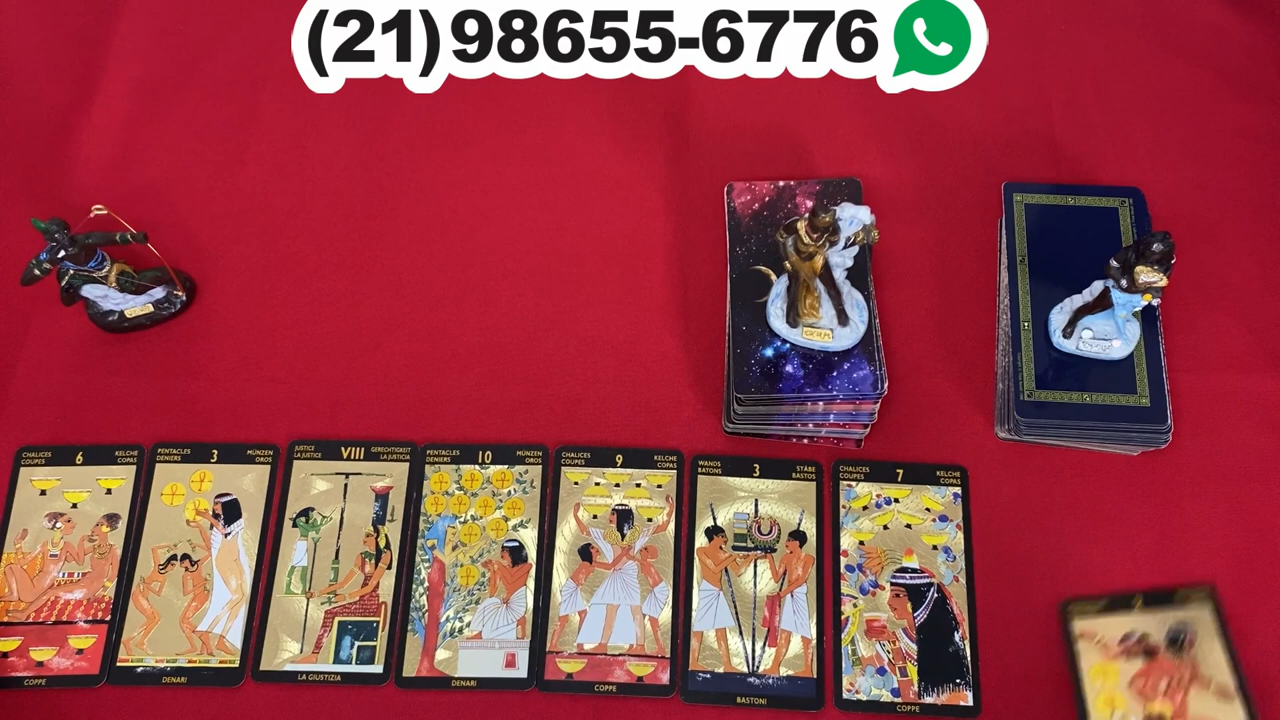 (21)98655-6776
CHALICES 6 KELCHE
COUPES COPAS
COPPE
PENTACLES 3 MÜNZEN
DENIERS OROS
DENARI
JUSTICE VIII GERECHTIGKEIT
LA JUSTICE LA JUSTICIA
LA GIUSTIZIA
PENTACLES 10 MÜNZEN
DENIERS OROS
DENARI
CHALICES 9 KELCHE
COUPES COPAS
COPPE
WANDS 3 STÄBE
BATONS BASTOS
BASTONI
CHALICES 7 KELCHE
COUPES COPAS
COPPE